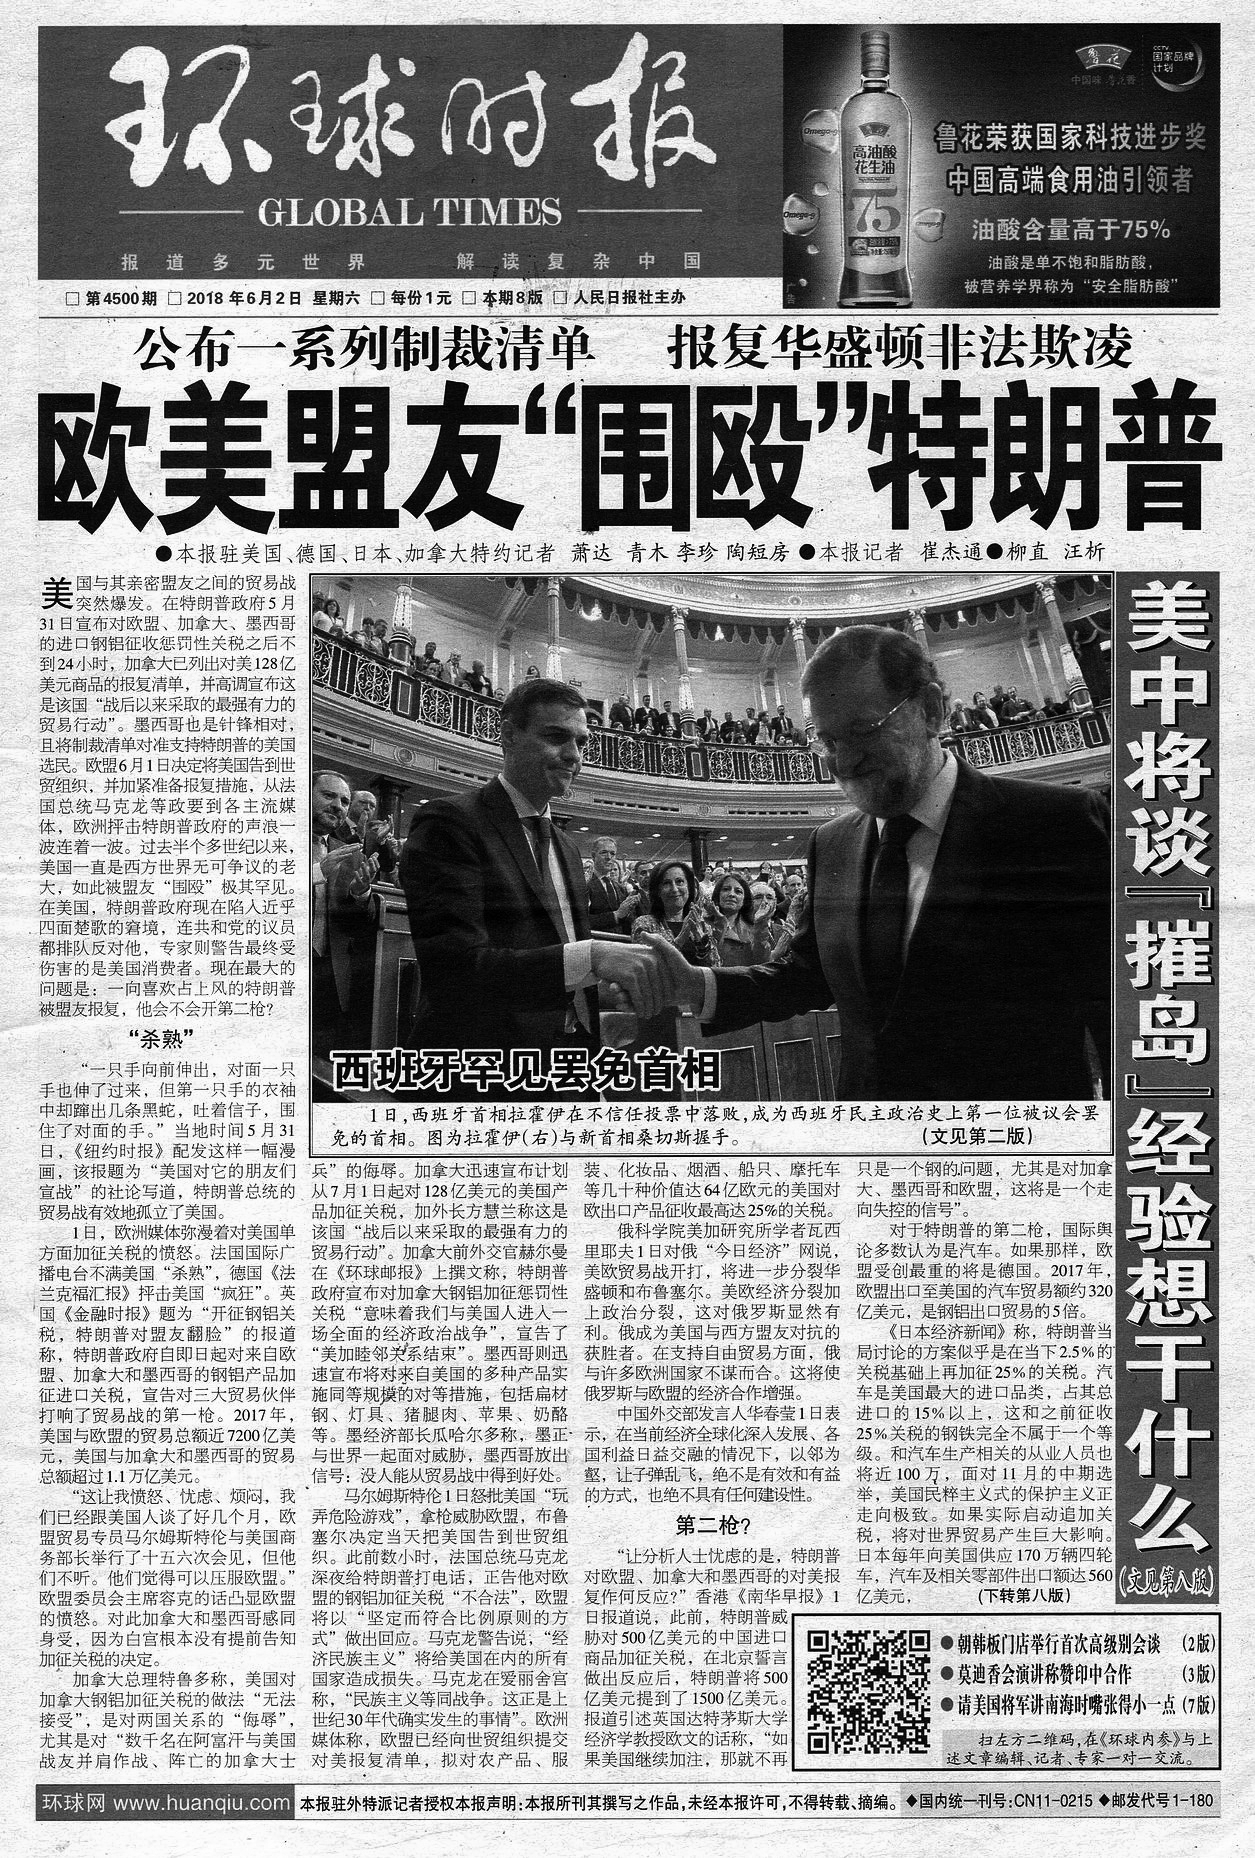 环球时报
GLOBAL TIMES
报道多元世界 解读复杂中国
鲁花
中国味 鲁花香
CCTV
国家品牌
计划
Omega-9
Omega-9
高油酸
花生油
75
鲁花荣获国家科技进步奖
中国高端食用油引领者
油酸含量高于75%
油酸是单不饱和脂肪酸，
被营养学界称为“安全脂肪酸”
广告
□ 第4500期 □ 2018年6月2日 星期六 □ 每份1元 □ 本期8版 □ 人民日报社主办
公布一系列制裁清单 报复华盛顿非法欺凌
欧美盟友“围殴”特朗普
●本报驻美国、德国、日本、加拿大特约记者 萧达 青木 李珍 陶短房 ●本报记者 崔杰通●柳直 汪析
美国与其亲密盟友之间的贸易战
突然爆发。在特朗普政府5月
31日宣布对欧盟、加拿大、墨西哥
的进口钢铝征收惩罚性关税之后不
到24小时，加拿大已列出对美128亿
美元商品的报复清单，并高调宣布这
是该国“战后以来采取的最强有力的
贸易行动”。墨西哥也是针锋相对，
且将制裁清单对准支持特朗普的美国
选民。欧盟6月1日决定将美国告到世
贸组织，并加紧准备报复措施，从法
国总统马克龙等政要到各主流媒
体，欧洲抨击特朗普政府的声浪一
波连着一波。过去半个多世纪以来，
美国一直是西方世界无可争议的老
大，如此被盟友“围殴”极其罕见。
在美国，特朗普政府现在陷入近乎
四面楚歌的窘境，连共和党的议员
都排队反对他，专家则警告最终受
伤害的是美国消费者。现在最大的
问题是：一向喜欢占上风的特朗普
被盟友报复，他会不会开第二枪？
“杀熟”
“一只手向前伸出，对面一只
手也伸了过来，但第一只手的衣袖
中却蹿出几条黑蛇，吐着信子，围
住了对面的手。”当地时间5月31
日，《纽约时报》配发这样一幅漫
画，该报题为“美国对它的朋友们
宣战”的社论写道，特朗普总统的
贸易战有效地孤立了美国。
1日，欧洲媒体弥漫着对美国单
方面加征关税的愤怒。法国国际广
播电台不满美国“杀熟”，德国《法
兰克福汇报》抨击美国“疯狂”。英
国《金融时报》题为“开征钢铝关
税，特朗普对盟友翻脸”的报道
称，特朗普政府自即日起对来自欧
盟、加拿大和墨西哥的钢铝产品加
征进口关税，宣告对三大贸易伙伴
打响了贸易战的第一枪。2017年，
美国与欧盟的贸易总额近7200亿美
元，美国与加拿大和墨西哥的贸易
总额超过1.1万亿美元。
“这让我愤怒、忧虑、烦闷，我
们已经跟美国人谈了好几个月，欧
盟贸易专员马尔姆斯特伦与美国商
务部长举行了十五六次会见，但他
们不听。他们觉得可以压服欧盟。”
欧盟委员会主席容克的话凸显欧盟
的愤怒。对此加拿大和墨西哥感同
身受，因为白宫根本没有提前告知
加征关税的决定。
加拿大总理特鲁多称，美国对
加拿大钢铝加征关税的做法“无法
接受”，是对两国关系的“侮辱”，
尤其是对“数千名在阿富汗与美国
战友并肩作战、阵亡的加拿大士
西班牙罕见罢免首相
1日，西班牙首相拉霍伊在不信任投票中落败，成为西班牙民主政治史上第一位被议会罢
免的首相。图为拉霍伊（右）与新首相桑切斯握手。 （文见第二版）
兵”的侮辱。加拿大迅速宣布计划
从7月1日起对128亿美元的美国产
品加征关税，加外长方慧兰称这是
该国“战后以来采取的最强有力的
贸易行动”。加拿大前外交官赫尔曼
在《环球邮报》上撰文称，特朗普
政府宣布对加拿大钢铝加征惩罚性
关税“意味着我们与美国人进入一
场全面的经济政治战争”，宣告了
“美加睦邻关系结束”。墨西哥则迅
速宣布将对来自美国的多种产品实
施同等规模的对等措施，包括扁材
钢、灯具、猪腿肉、苹果、奶酪
等。墨经济部长瓜哈尔多称，墨正
与世界一起面对威胁，墨西哥放出
信号：没人能从贸易战中得到好处。
马尔姆斯特伦1日怒批美国“玩
弄危险游戏”，拿枪威胁欧盟，布鲁
塞尔决定当天把美国告到世贸组
织。此前数小时，法国总统马克龙
深夜给特朗普打电话，正告他对欧
盟的钢铝加征关税“不合法”，欧盟
将以“坚定而符合比例原则的方
式”做出回应。马克龙警告说，“经
济民族主义”将给美国在内的所有
国家造成损失。马克龙在爱丽舍宫
称，“民族主义等同战争。这正是上
世纪30年代确实发生的事情”。欧洲
媒体称，欧盟已经向世贸组织提交
对美报复清单，拟对农产品、服
装、化妆品、烟酒、船只、摩托车
等几十种价值达64亿欧元的美国对
欧出口产品征收最高达25%的关税。
俄科学院美加研究所学者瓦西
里耶夫1日对俄“今日经济”网说，
美欧贸易战开打，将进一步分裂华
盛顿和布鲁塞尔。美欧经济分裂加
上政治分裂，这对俄罗斯显然有
利。俄成为美国与西方盟友对抗的
获胜者。在支持自由贸易方面，俄
与许多欧洲国家不谋而合。这将使
俄罗斯与欧盟的经济合作增强。
中国外交部发言人华春莹1日表
示，在当前经济全球化深入发展、各
国利益日益交融的情况下，以邻为
壑，让子弹乱飞，绝不是有效和有益
的方式，也绝不具有任何建设性。
第二枪？
“让分析人士忧虑的是，特朗普
对欧盟、加拿大和墨西哥的对美报
复作何反应？”香港《南华早报》1
日报道说，此前，特朗普威
胁对500亿美元的中国进口
商品加征关税，在北京誓言
做出反应后，特朗普将500
亿美元提到了1500亿美元。
报道引述英国达特茅斯大学
经济学教授欧文的话称，“如
果美国继续加注，那就不再
只是一个钢的问题，尤其是对加拿
大、墨西哥和欧盟，这将是一个走
向失控的信号”。
对于特朗普的第二枪，国际舆
论多数认为是汽车。如果那样，欧
盟受创最重的将是德国。2017年，
欧盟出口至美国的汽车贸易额约320
亿美元，是钢铝出口贸易的5倍。
《日本经济新闻》称，特朗普当
局讨论的方案似乎是在当下2.5%的
关税基础上再加征25%的关税。汽
车是美国最大的进口品类，占其总
进口的15%以上，这和之前征收
25%关税的钢铁完全不属于一个等
级。和汽车生产相关的从业人员也
将近100万，面对11月的中期选
举，美国民粹主义式的保护主义正
走向极致。如果实际启动追加关
税，将对世界贸易产生巨大影响。
日本每年向美国供应170万辆四轮
车，汽车及相关零部件出口额达560
亿美元， （下转第八版）
美中将谈『摧岛』经验想干什么
（文见第八版）
●朝韩板门店举行首次高级别会谈 （2版）
●莫迪香会演讲称赞印中合作 （3版）
●请美国将军讲南海时嘴张得小一点（7版）
扫左方二维码，在《环球内参》与上
述文章编辑、记者、专家一对一交流。
环球网 www.huanqiu.com 本报驻外特派记者授权本报声明：本报所刊其撰写之作品，未经本报许可，不得转载、摘编。 ◆国内统一刊号：CN11-0215 ◆邮发代号1-180